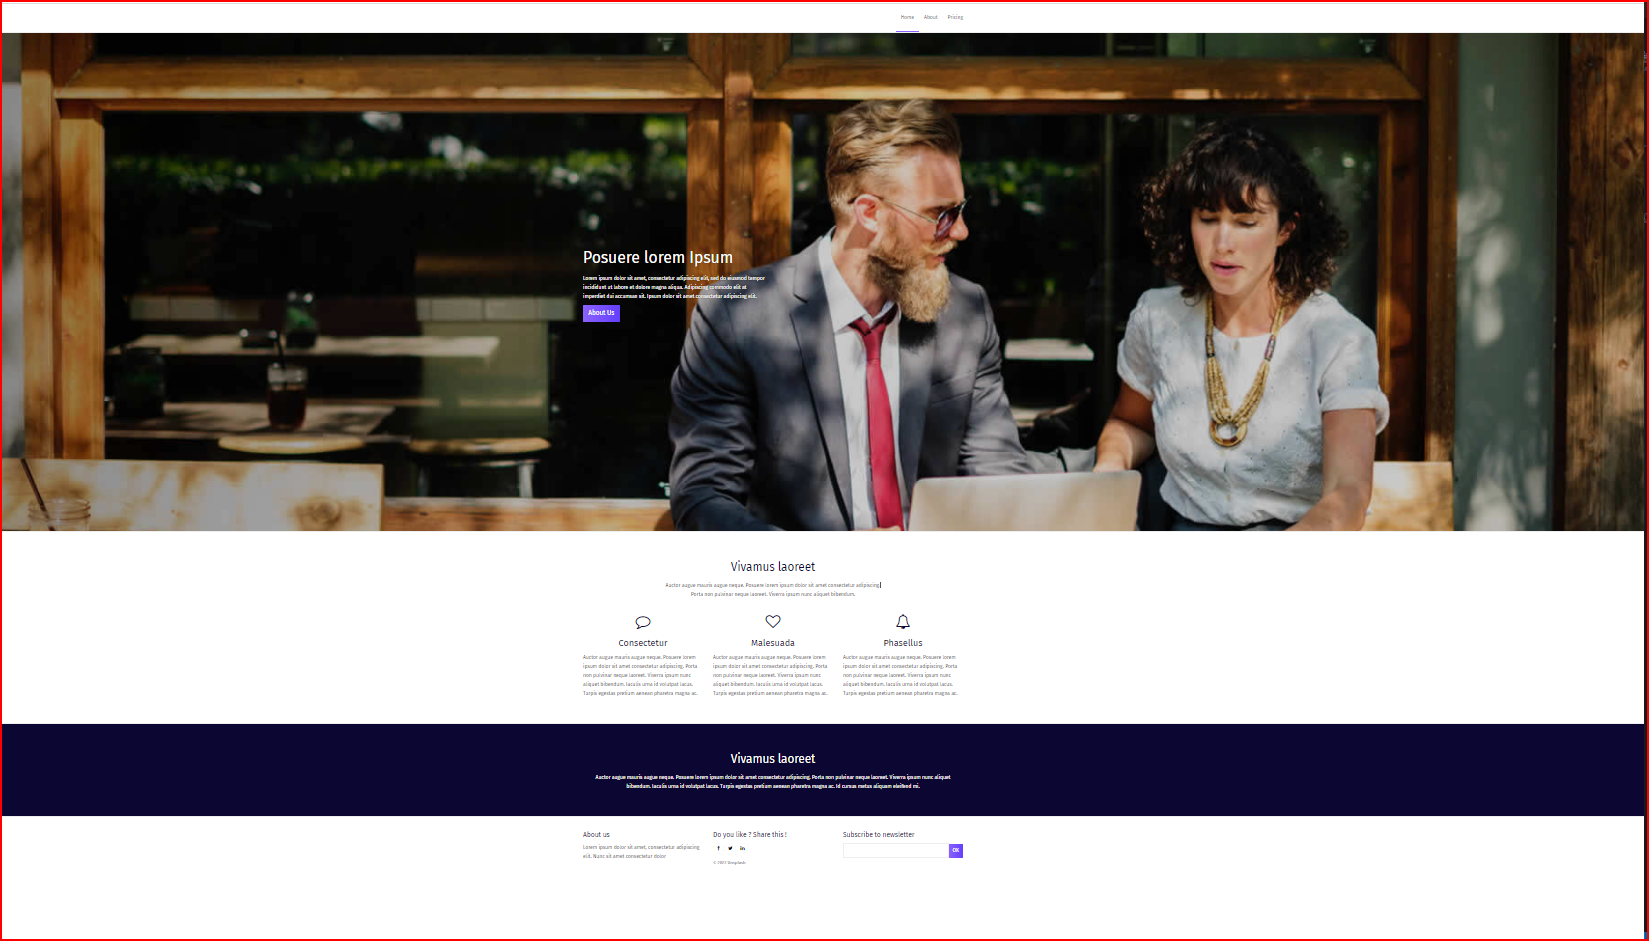 Home About Pricing
Posuere lorem Ipsum
Lorem ipsum dolor sit amet, consectetur adipiscing elit, sed do eiusmod tempor
incididunt ut labore et dolore magna aliqua. Adipiscing commodo elit at
imperdiet dui accumsan sit. Ipsum dolor sit amet consectetur adipiscing elit.
About Us
Vivamus laoreet
Auctor augue mauris augue neque. Posuere lorem ipsum dolor sit amet consectetur adipiscing.
Porta non pulvinar neque laoreet. Viverra ipsum nunc aliquet bibendum.
Consectetur
Auctor augue mauris augue neque. Posuere lorem
ipsum dolor sit amet consectetur adipiscing. Porta
non pulvinar neque laoreet. Viverra ipsum nunc
aliquet bibendum. Iaculis urna id volutpat lacus.
Turpis egestas pretium aenean pharetra magna ac.
Malesuada
Auctor augue mauris augue neque. Posuere lorem
ipsum dolor sit amet consectetur adipiscing. Porta
non pulvinar neque laoreet. Viverra ipsum nunc
aliquet bibendum. Iaculis urna id volutpat lacus.
Turpis egestas pretium aenean pharetra magna ac.
Phasellus
Auctor augue mauris augue neque. Posuere lorem
ipsum dolor sit amet consectetur adipiscing. Porta
non pulvinar neque laoreet. Viverra ipsum nunc
aliquet bibendum. Iaculis urna id volutpat lacus.
Turpis egestas pretium aenean pharetra magna ac.
Vivamus laoreet
Auctor augue mauris augue neque. Posuere lorem ipsum dolor sit amet consectetur adipiscing. Porta non pulvinar neque laoreet. Viverra ipsum nunc aliquet
bibendum. Iaculis urna id volutpat lacus. Turpis egestas pretium aenean pharetra magna ac. Id cursus metus aliquam eleifend mi.
About us
Lorem ipsum dolor sit amet, consectetur adipiscing
elit. Nunc sit amet consectetur dolor
Do you like ? Share this !
Subscribe to newsletter
OK